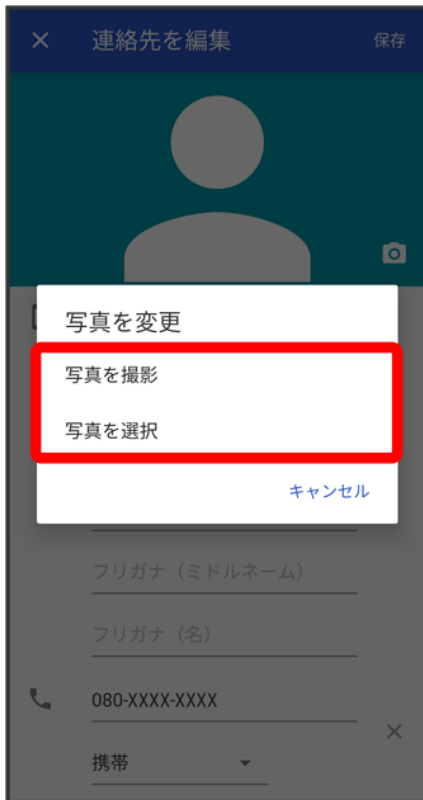 連絡先を編集 保存
写真を変更
写真を撮影
写真を選択
キャンセル
フリガナ（ミドルネーム）
フリガナ（名）
080-XXXX-XXXX
携帯